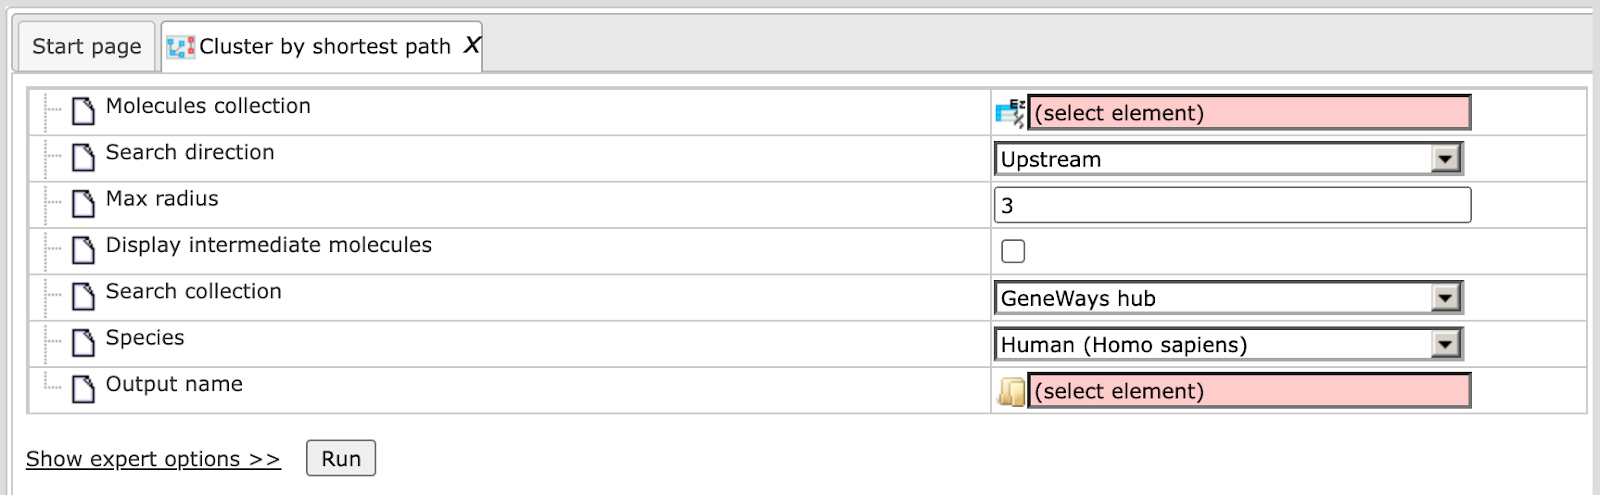 Start page
Cluster by shortest path X
Molecules collection
Ez
(select element)
Search direction
Upstream
Max radius
3
Display intermediate molecules
Search collection
GeneWays hub
Species
Human (Homo sapiens)
Output name
(select element)
Show expert options >>
Run